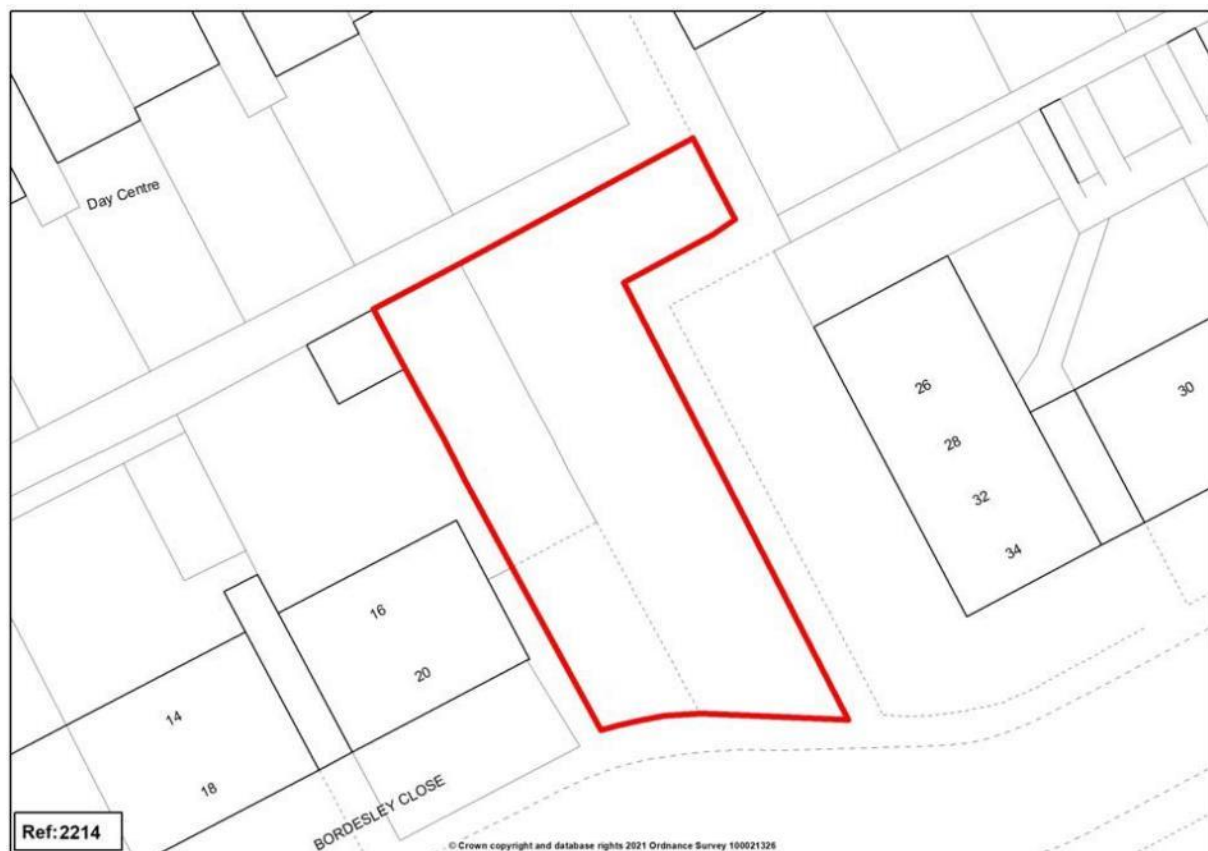 Day Centre
26
30
28
32
34
16
20
14
18
BORDESLEY CLOSE
Ref:2214
© Crown copyright and database rights 2021 Ordnance Survey 100021326